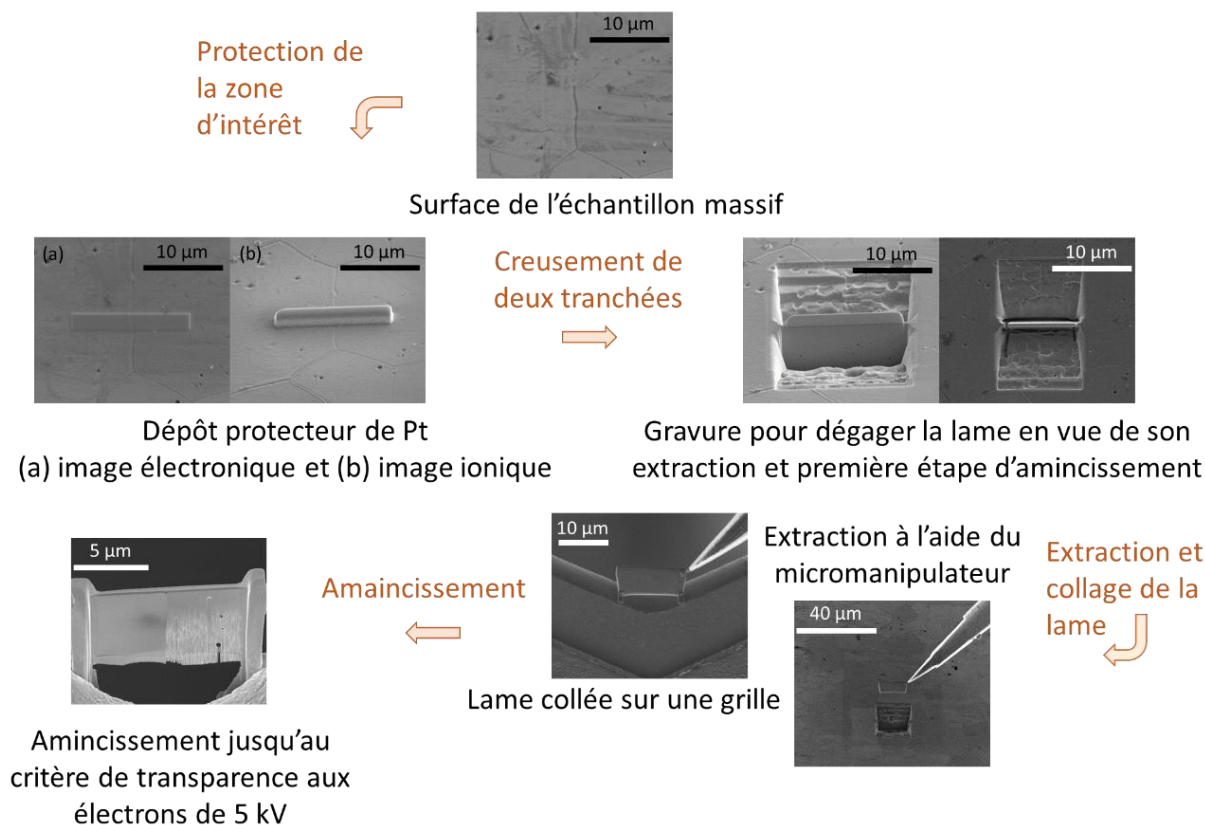 10 µm
Protection de
la zone
d’intérêt
Surface de l’échantillon massif
(a)
10 µm
(b)
10 µm
Dépôt protecteur de Pt
(a) image électronique et (b) image ionique
Creusement de
deux tranchées
10 µm
10 µm
Gravure pour dégager la lame en vue de son
extraction et première étape d’amincissement
Extraction et
collage de la
lame
Extraction à l’aide du
micromanipulateur
40 µm
10 µm
Lame collée sur une grille
Amaincissement
5 µm
Amincissement jusqu’au
critère de transparence aux
électrons de 5 kV